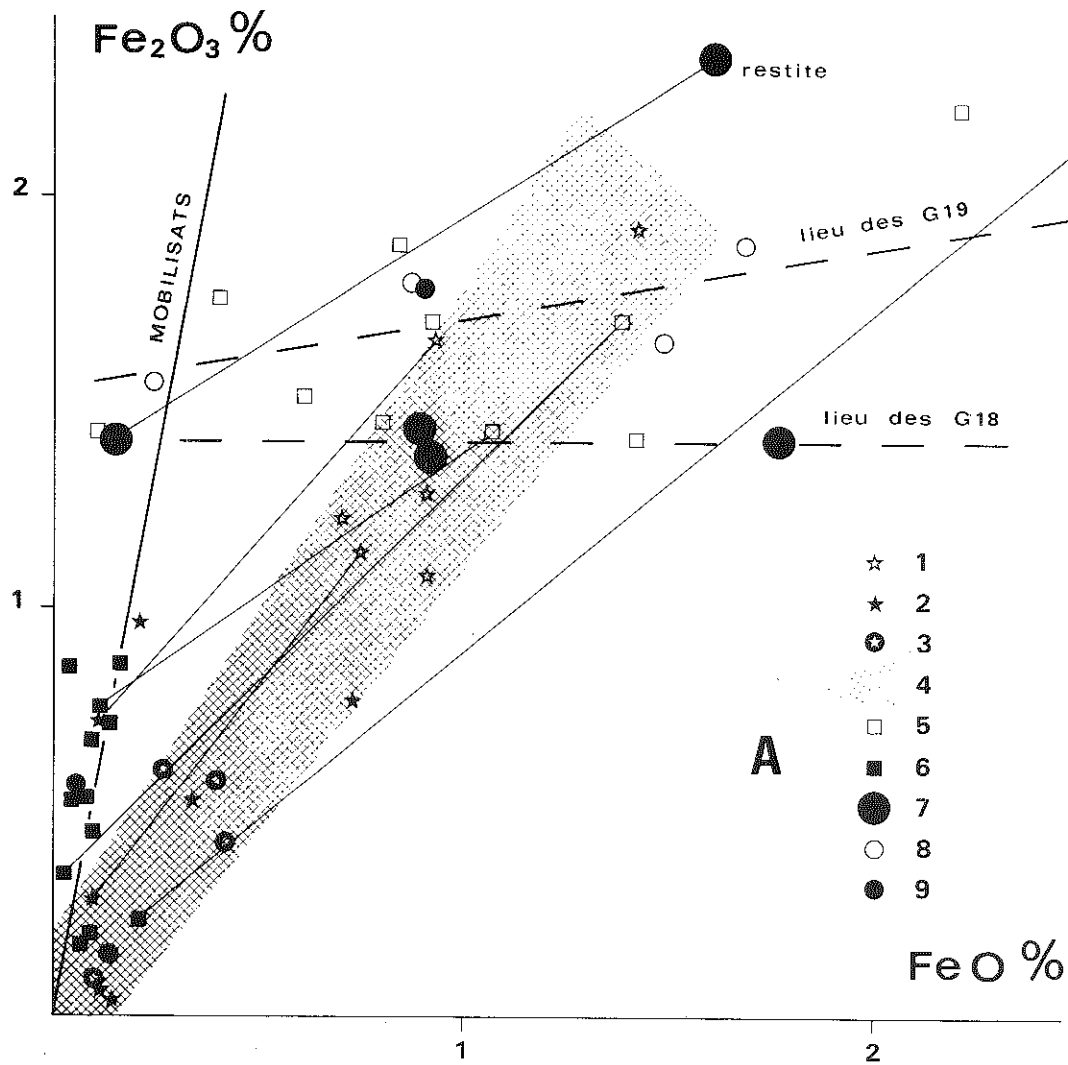 Fe₂O₃ %
restite
2
MOBILISATS
lieu des G19
lieu des G18
1
1
2
3
4
5
6
7
8
9
A
FeO %
1
2